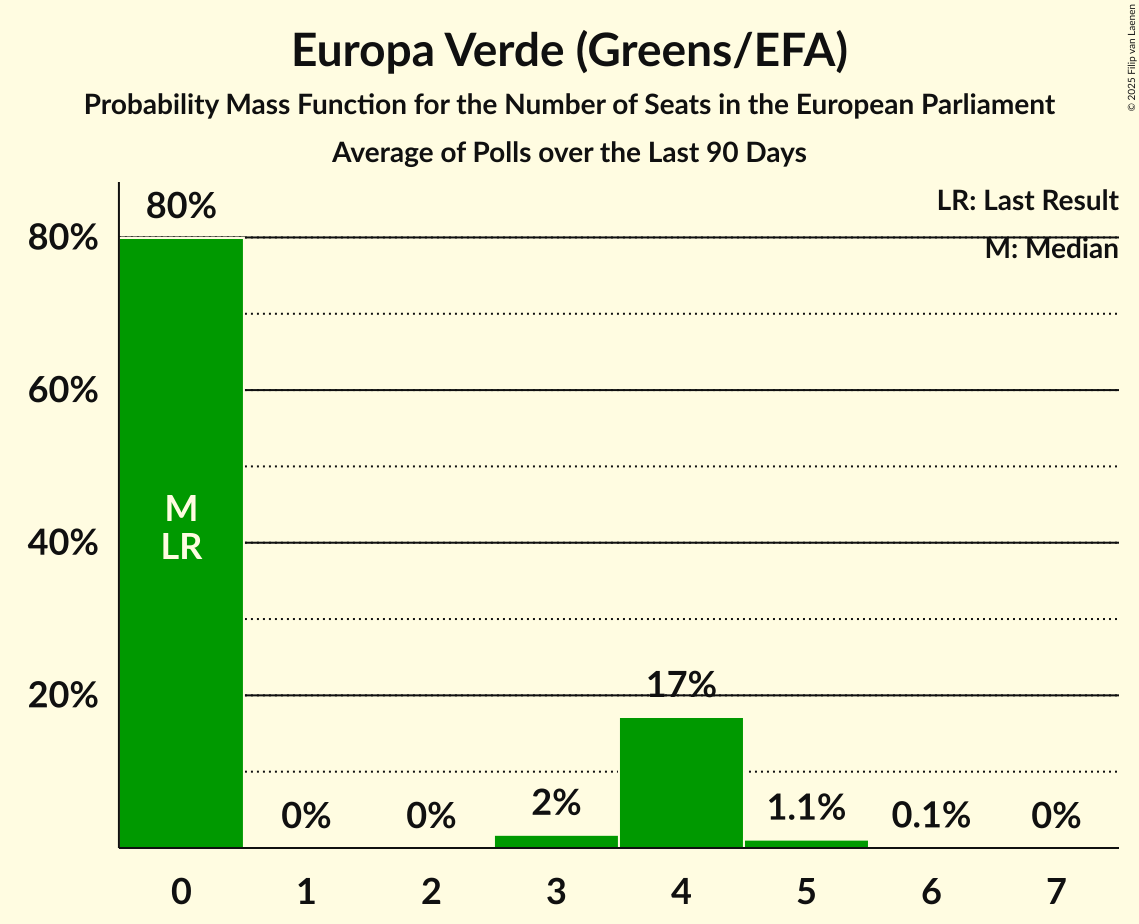 Europa Verde (Greens/EFA)
Probability Mass Function for the Number of Seats in the European Parliament
Average of Polls over the Last 90 Days
© 2025 Filip van Laenen
LR: Last Result
M: Median
80%
60%
40%
20%
80%
0%
0%
2%
17%
1.1%
0.1%
0%
M
LR
0 1 2 3 4 5 6 7